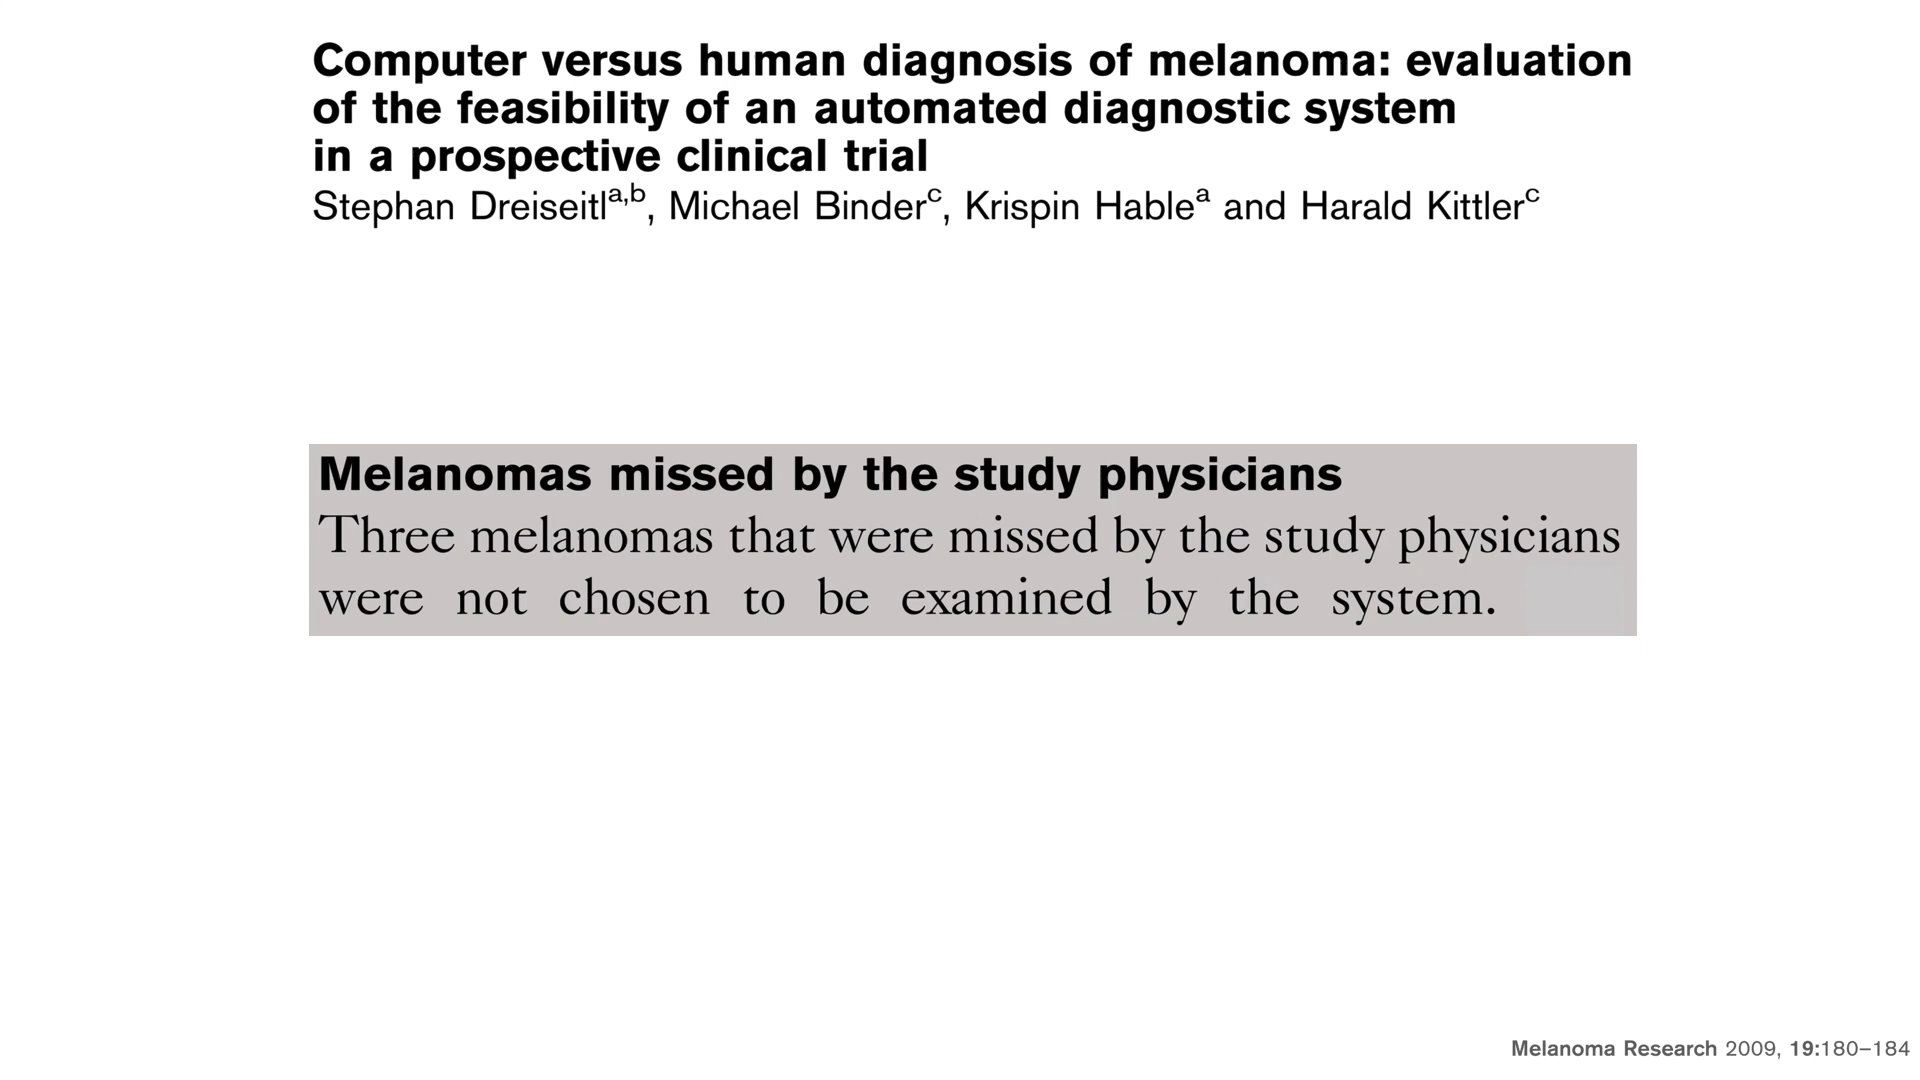 Computer versus human diagnosis of melanoma: evaluation
of the feasibility of an automated diagnostic system
in a prospective clinical trial
Stephan Dreiseitlᵃ,ᵇ, Michael Binderᶜ, Krispin Hableᵃ and Harald Kittlerᶜ
Melanomas missed by the study physicians
Three melanomas that were missed by the study physicians
were not chosen to be examined by the system.
Melanoma Research 2009, 19:180–184